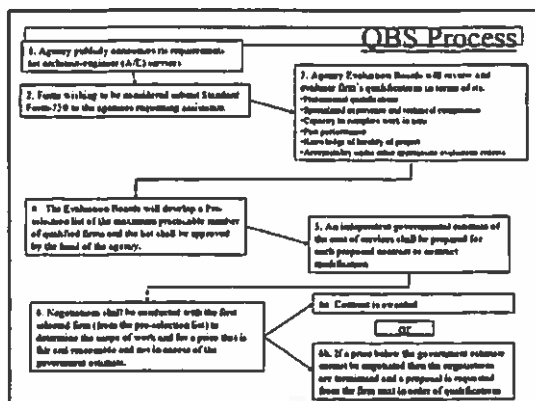 QBS Process
1. Agency publicly announces its requirements
for architect-engineer (A/E) services
2. Firms wishing to be considered submit Standard
Form-330 to the agencies requesting assistance.
3. Agency Evaluation Boards will review and
evaluate firm's qualifications in terms of its.
•Professional qualifications
•Specialized experience and technical competence
•Capacity to complete work in time
•Past performance
•Knowledge of locality of project
•Acceptability under other appropriate evaluation criteria
4. The Evaluation Boards will develop a Pre-
selection list of the maximum practicable number
of qualified firms and the list shall be approved
by the head of the agency.
5. An independent governmental estimate of
the cost of services shall be prepared for
each proposed contract or contract
modification
6. Negotiations shall be conducted with the first
selected firm (from the pre-selection list) to
determine the scope of work and for a price that is
fair and reasonable and not in excess of the
government estimate.
6a. Contract is awarded
or
6b. If a price below the government estimate
cannot be negotiated then the negotiations
are terminated and a proposal is requested
from the firm next in order of qualifications